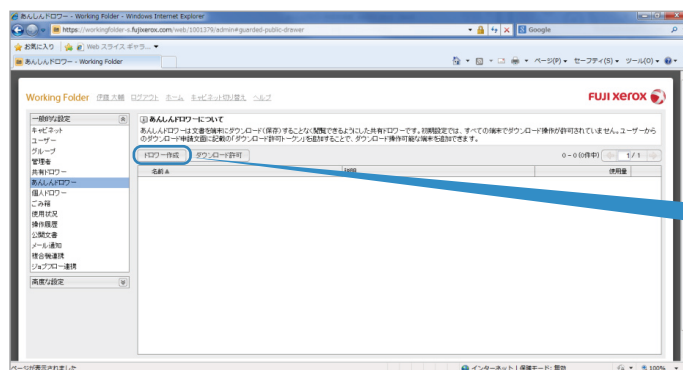 あんしんドロワー - Working Folder - Windows Internet Explorer
https://workingfolder-s.fujixerox.com/web/1001379/admin#guarded-public-drawer
Google
お気に入り
Web スライス ギャラ...
あんしんドロワー - Working Folder
ページ(P)
セーフティ(S)
ツール(O)
Working Folder
ログアウト
ホーム
キャビネット切り替え
ヘルプ
FUJI XEROX
一般的な設定
キャビネット
ユーザー
グループ
管理者
共有ドロワー
あんしんドロワー
個人ドロワー
ごみ箱
使用状況
操作履歴
公開文書
メール通知
複合機連携
ジョブフロー連携
高度な設定
あんしんドロワーについて
あんしんドロワーは文書を端末にダウンロード(保存)することなく閲覧できるようにした共有ドロワーです。初期設定では、すべての端末でダウンロード操作が許可されていません。ユーザーから
のダウンロード申請文面に記載の「ダウンロード許可トークン」を追加することで、ダウンロード操作可能な端末を追加できます。
ドロワー作成
ダウンロード許可
0 - 0 (0件中)
1 / 1
名前▲
説明
使用量
ページが表示されました
インターネット | 保護モード: 無効
100%